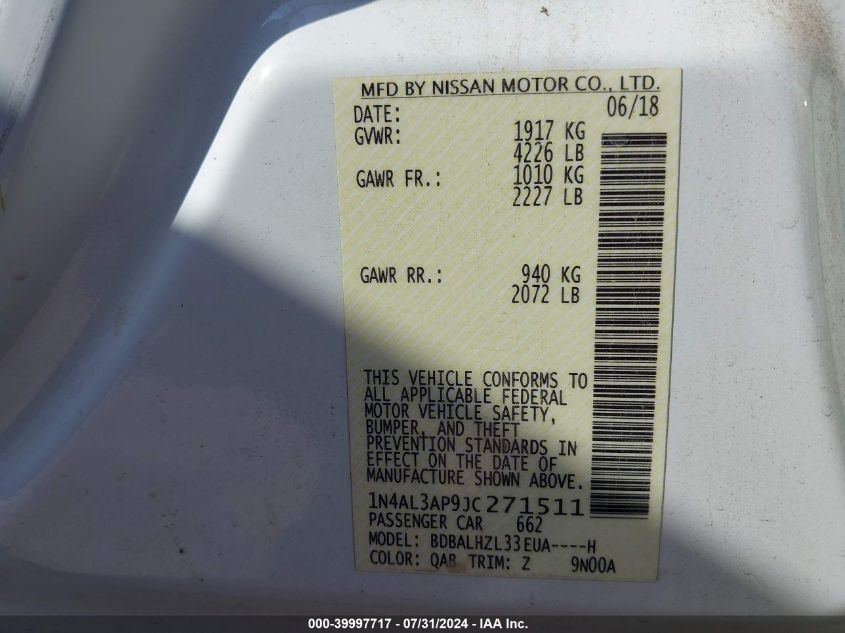 MFD BY NISSAN MOTOR CO., LTD.
DATE: 06/18
GVWR: 1917 KG
4226 LB
GAWR FR.: 1010 KG
2227 LB
GAWR RR.: 940 KG
2072 LB
THIS VEHICLE CONFORMS TO
ALL APPLICABLE FEDERAL
MOTOR VEHICLE SAFETY,
BUMPER, AND THEFT
PREVENTION STANDARDS IN
EFFECT ON THE DATE OF
MANUFACTURE SHOWN ABOVE.
1N4AL3AP9JC271511
PASSENGER CAR 662
MODEL: BDBALHZL33EUA----H
COLOR: QAB TRIM: Z 9N00A
000-39997717 - 07/31/2024 - IAA Inc.